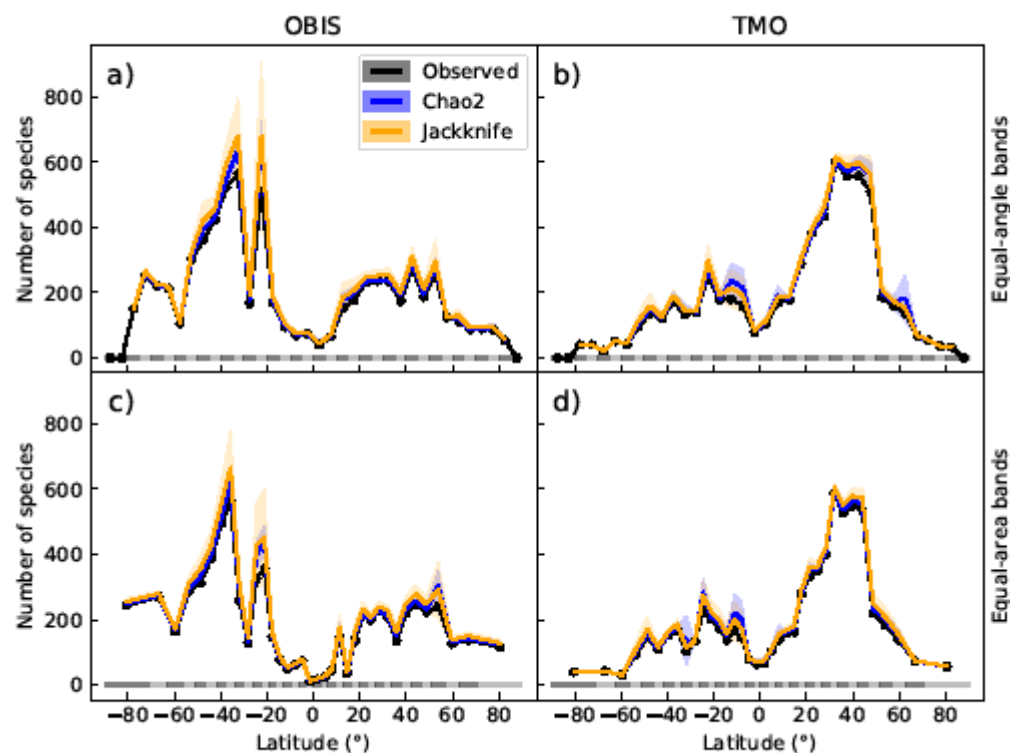 OBIS
TMO
a)
b)
Observed
Chao2
Jackknife
Number of species
800
600
400
200
0
Equal-angle bands
c)
d)
Number of species
800
600
400
200
0
Equal-area bands
−80 −60 −40 −20 0 20 40 60 80
−80 −60 −40 −20 0 20 40 60 80
Latitude (°)
Latitude (°)